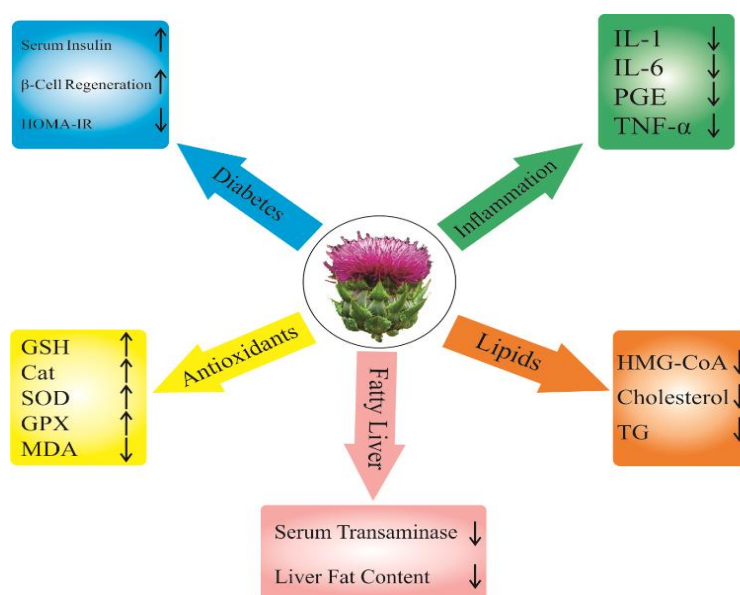 Serum Insulin ↑
β-Cell Regeneration ↑
HOMA-IR ↓
Diabetes
IL-1 ↓
IL-6 ↓
PGE ↓
TNF-α ↓
Inflammation
GSH ↑
Cat ↑
SOD ↑
GPX ↑
MDA ↓
Antioxidants
Lipids
HMG-CoA ↓
Cholesterol ↓
TG ↓
Fatty Liver
Serum Transaminase ↓
Liver Fat Content ↓